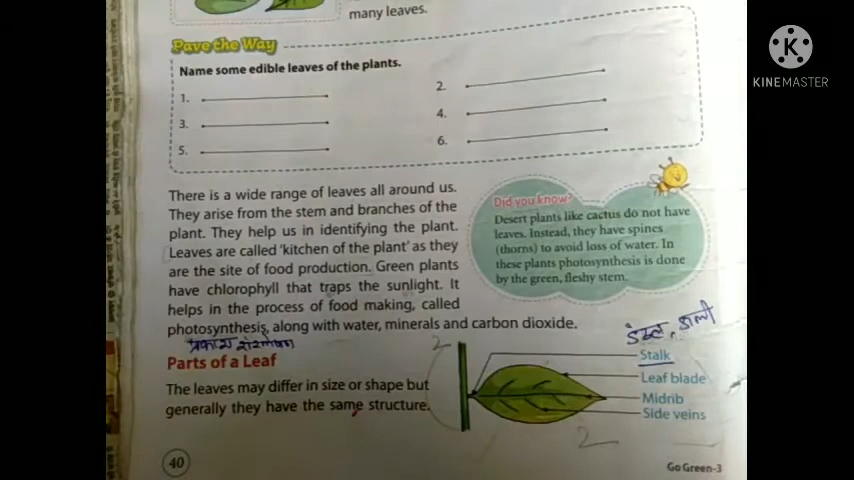 many leaves.
Pave the Way
Name some edible leaves of the plants.
1.
2.
3.
4.
5.
6.
There is a wide range of leaves all around us.
They arise from the stem and branches of the
plant. They help us in identifying the plant.
Leaves are called 'kitchen of the plant' as they
are the site of food production. Green plants
have chlorophyll that traps the sunlight. It
helps in the process of food making, called
photosynthesis, along with water, minerals and carbon dioxide.
Did you know?
Desert plants like cactus do not have
leaves. Instead, they have spines
(thorns) to avoid loss of water. In
these plants photosynthesis is done
by the green, fleshy stem.
प्रकाश संश्लेषण
Parts of a Leaf
The leaves may differ in size or shape but
generally they have the same structure.
डंठल, डाली
2
Stalk
Leaf blade
Midrib
Side veins
2
40
Go Green-3
K
KINEMASTER